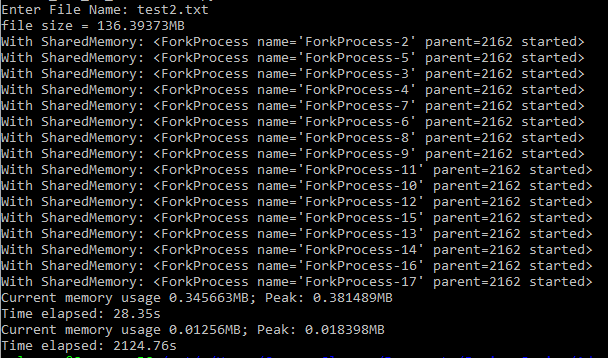 Enter File Name: test2.txt
file size = 136.39373MB
With SharedMemory: <ForkProcess name='ForkProcess-2' parent=2162 started>
With SharedMemory: <ForkProcess name='ForkProcess-5' parent=2162 started>
With SharedMemory: <ForkProcess name='ForkProcess-3' parent=2162 started>
With SharedMemory: <ForkProcess name='ForkProcess-4' parent=2162 started>
With SharedMemory: <ForkProcess name='ForkProcess-7' parent=2162 started>
With SharedMemory: <ForkProcess name='ForkProcess-6' parent=2162 started>
With SharedMemory: <ForkProcess name='ForkProcess-8' parent=2162 started>
With SharedMemory: <ForkProcess name='ForkProcess-9' parent=2162 started>
With SharedMemory: <ForkProcess name='ForkProcess-11' parent=2162 started>
With SharedMemory: <ForkProcess name='ForkProcess-10' parent=2162 started>
With SharedMemory: <ForkProcess name='ForkProcess-12' parent=2162 started>
With SharedMemory: <ForkProcess name='ForkProcess-15' parent=2162 started>
With SharedMemory: <ForkProcess name='ForkProcess-13' parent=2162 started>
With SharedMemory: <ForkProcess name='ForkProcess-14' parent=2162 started>
With SharedMemory: <ForkProcess name='ForkProcess-16' parent=2162 started>
With SharedMemory: <ForkProcess name='ForkProcess-17' parent=2162 started>
Current memory usage 0.345663MB; Peak: 0.381489MB
Time elapsed: 28.35s
Current memory usage 0.01256MB; Peak: 0.018398MB
Time elapsed: 2124.76s